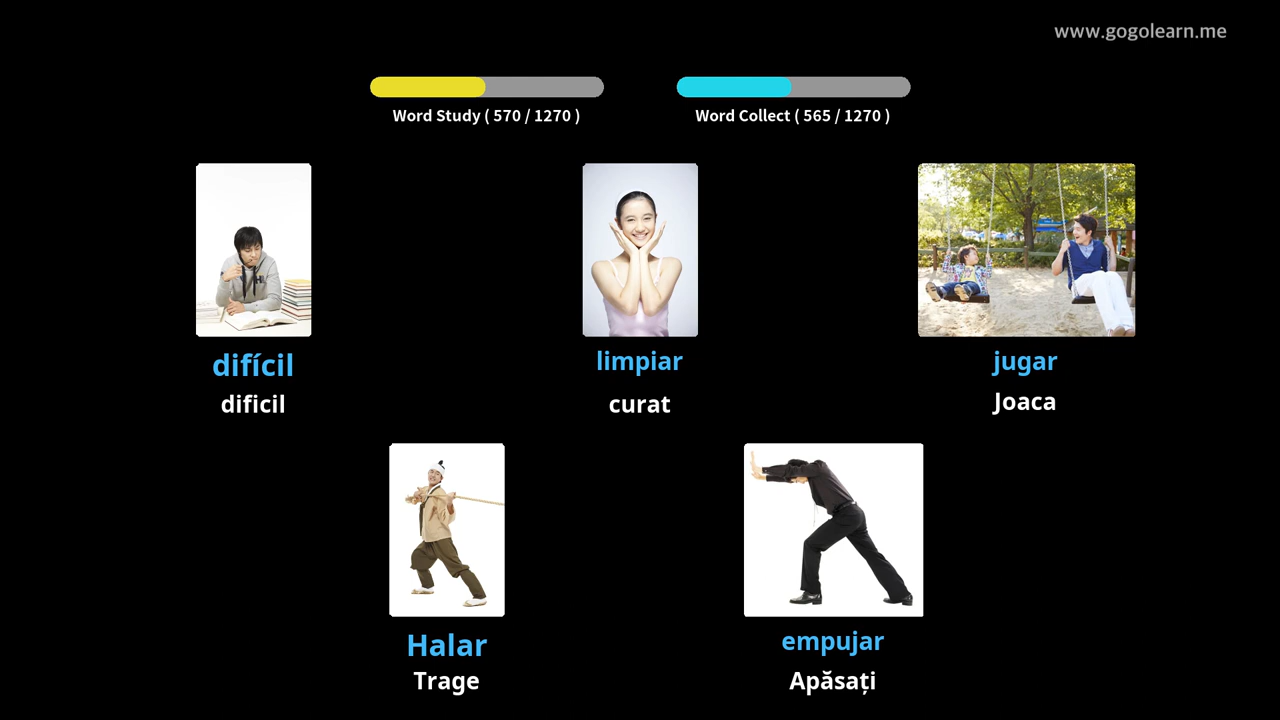 www.gogolearn.me
Word Study ( 570 / 1270 )
Word Collect ( 565 / 1270 )
difícil
dificil
limpiar
curat
jugar
Joaca
Halar
Trage
empujar
Apăsați